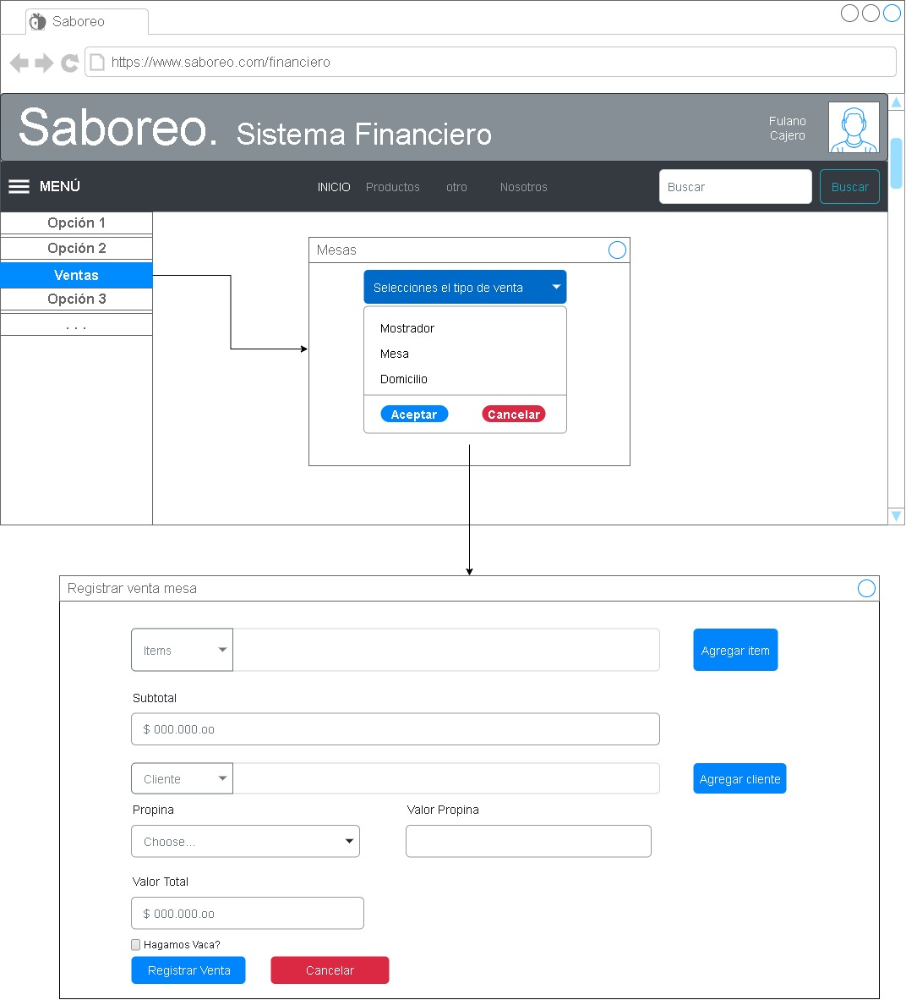 Saboreo
https://www.saboreo.com/financiero
Saboreo. Sistema Financiero
Fulano
Cajero
MENÚ
INICIO Productos otro Nosotros
Buscar Buscar
Opción 1
Opción 2
Ventas
Opción 3
. . .
Mesas
Selecciones el tipo de venta
Mostrador
Mesa
Domicilio
Aceptar Cancelar
Registrar venta mesa
Items
Agregar item
Subtotal
$ 000.000.oo
Cliente
Agregar cliente
Propina Valor Propina
Choose...
Valor Total
$ 000.000.oo
Hagamos Vaca?
Registrar Venta Cancelar